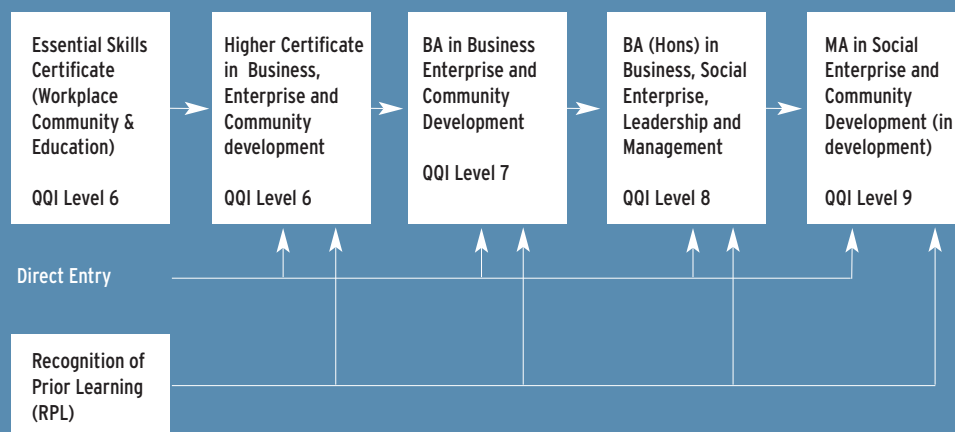 Essential Skills
Certificate
(Workplace
Community &
Education)
QQI Level 6
Higher Certificate
in Business,
Enterprise and
Community
development
QQI Level 6
BA in Business
Enterprise and
Community
Development
QQI Level 7
BA (Hons) in
Business, Social
Enterprise,
Leadership and
Management
QQI Level 8
MA in Social
Enterprise and
Community
Development (in
development)
QQI Level 9
Direct Entry
Recognition of
Prior Learning
(RPL)